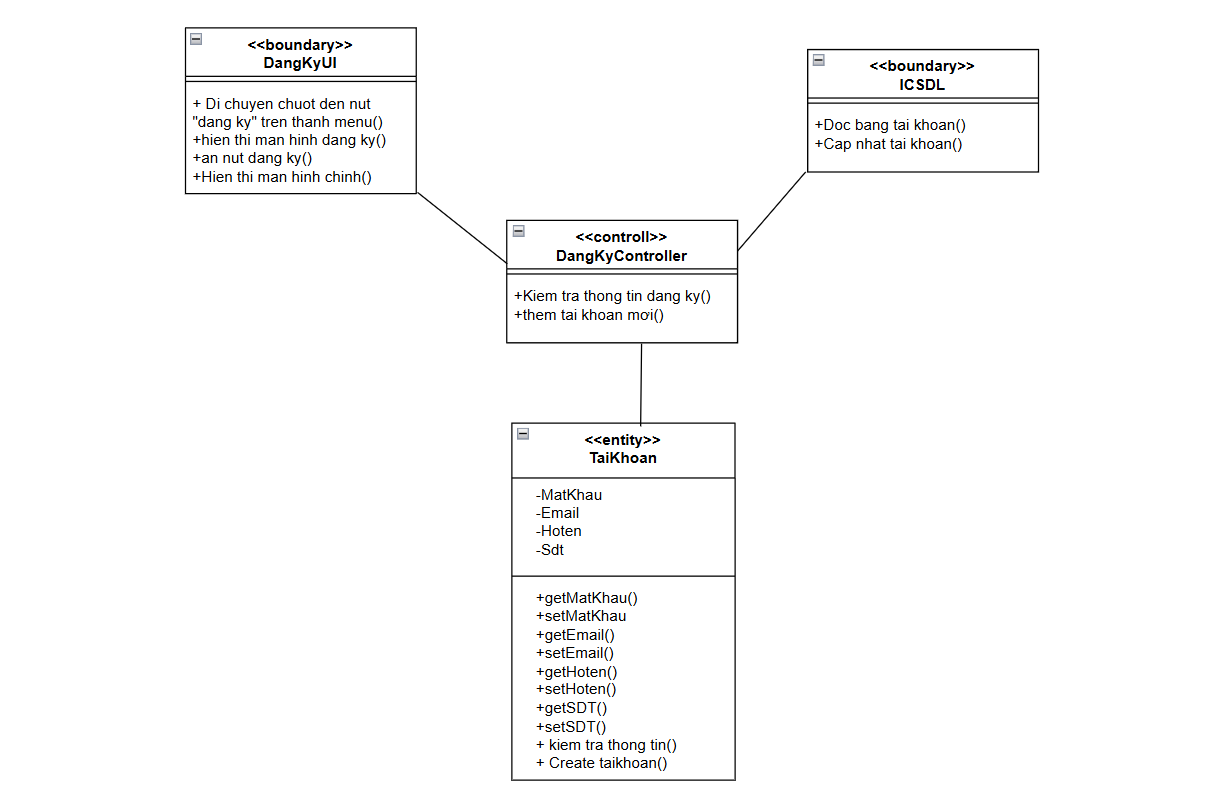 <<boundary>>
DangKyUI
+ Di chuyen chuot den nut
"dang ky" tren thanh menu()
+hien thi man hinh dang ky()
+an nut dang ky()
+Hien thi man hinh chinh()
<<boundary>>
ICSDL
+Doc bang tai khoan()
+Cap nhat tai khoan()
<<controll>>
DangKyController
+Kiem tra thong tin dang ky()
+them tai khoan mơi()
<<entity>>
TaiKhoan
-MatKhau
-Email
-Hoten
-Sdt
+getMatKhau()
+setMatKhau
+getEmail()
+setEmail()
+getHoten()
+setHoten()
+getSDT()
+setSDT()
+ kiem tra thong tin()
+ Create taikhoan()